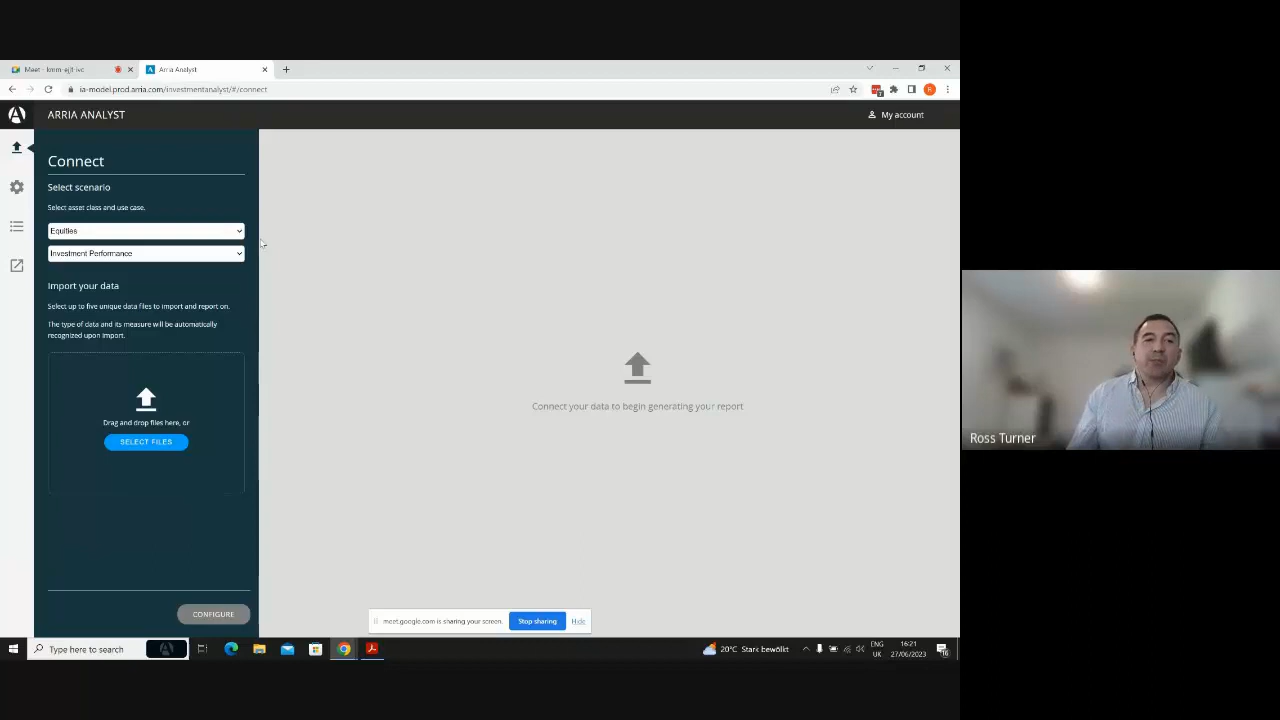 Meet - kmm-ejjt-ivc
Arria Analyst
ia-model.prod.arria.com/investmentanalyst/#/connect
R
ARRIA ANALYST
My account
Connect
Select scenario
Select asset class and use case.
Equities
Investment Performance
Import your data
Select up to five unique data files to import and report on.
The type of data and its measure will be automatically
recognized upon import.
Drag and drop files here, or
SELECT FILES
Connect your data to begin generating your report
Ross Turner
CONFIGURE
meet.google.com is sharing your screen.
Stop sharing
Hide
Type here to search
20°C Stark bewölkt
ENG
UK
16:21
27/06/2023